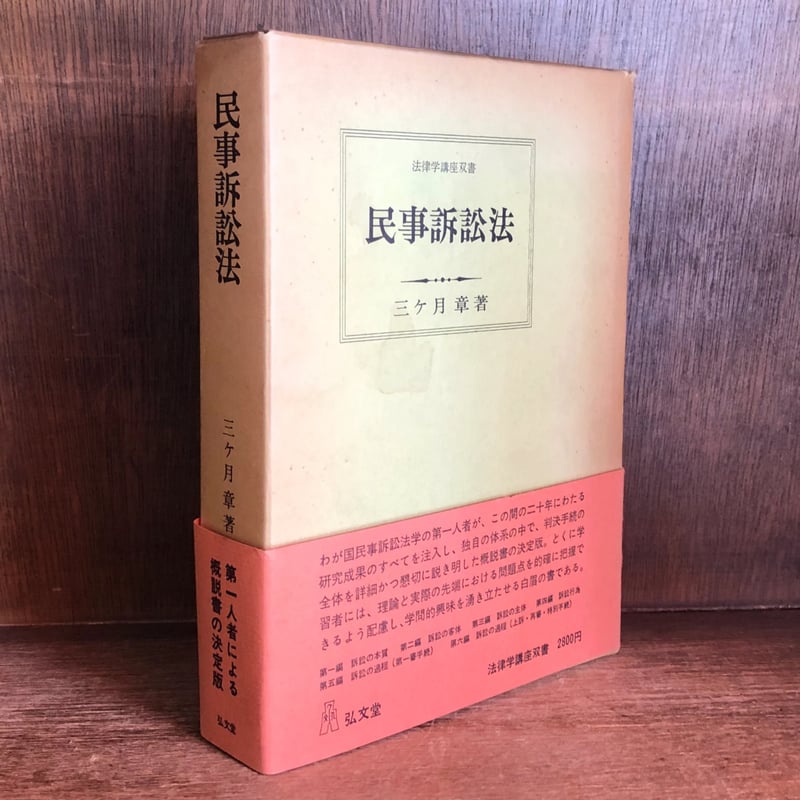 民事訴訟法
三ケ月章著
第一人者による
概説書の決定版
弘文堂
法律学講座双書
民事訴訟法
三ケ月章著
わが国民事訴訟法学の第一人者が、この間の二十年にわたる
研究成果のすべてを注入し、独自の体系の中で、判決手続の
全体を詳細かつ懇切に説き明した概説書の決定版。とくに学
習者には、理論と実際の先端における問題点を的確に把握で
きるよう配慮し、学問的興味を湧き立たせる白眉の書である。
第一編 訴訟の本質 第二編 訴訟の客体 第三編 訴訟の主体 第四編 訴訟行為
第五編 訴訟の過程(第一審手続) 第六編 訴訟の過程(上訴・再審・特別手続)
法律学講座双書 2800円
弘文堂